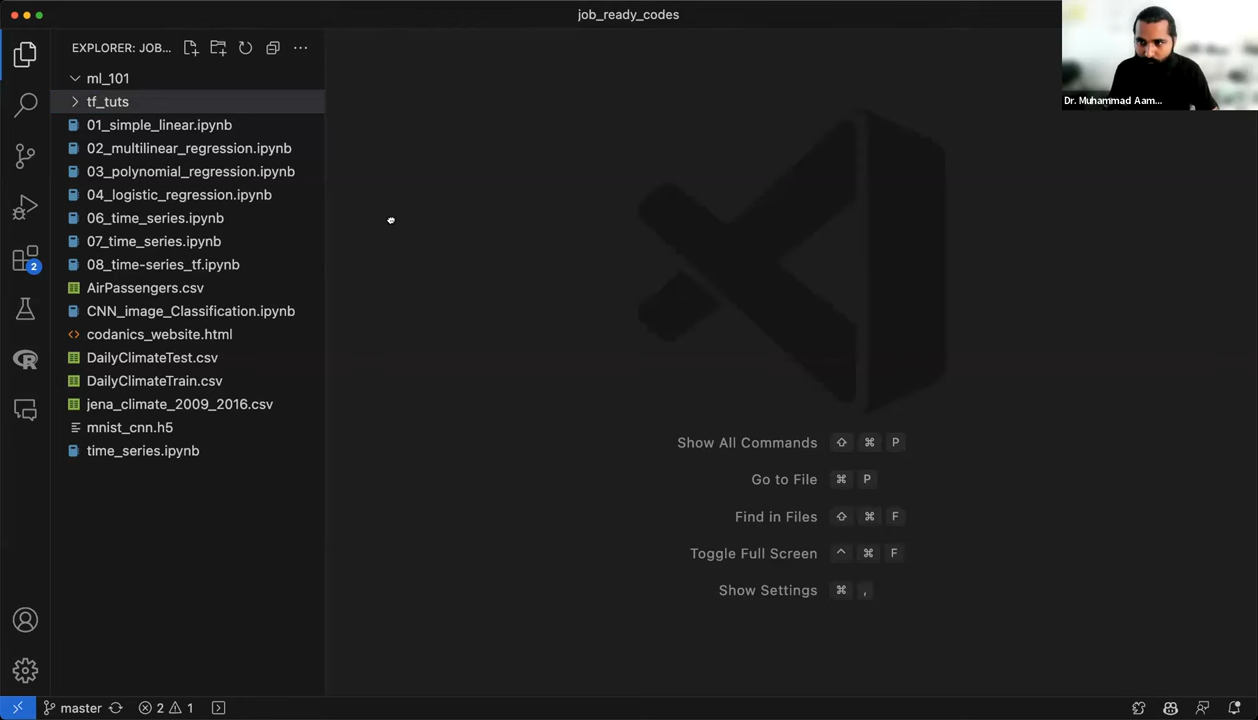 job_ready_codes
EXPLORER: JOB...
Dr. Muhammad Aam...
ml_101
tf_tuts
01_simple_linear.ipynb
02_multilinear_regression.ipynb
03_polynomial_regression.ipynb
04_logistic_regression.ipynb
06_time_series.ipynb
07_time_series.ipynb
08_time-series_tf.ipynb
2
AirPassengers.csv
CNN_image_Classification.ipynb
codanics_website.html
DailyClimateTest.csv
DailyClimateTrain.csv
jena_climate_2009_2016.csv
mnist_cnn.h5
time_series.ipynb
Show All Commands ⇧ ⌘ P
Go to File ⌘ P
Find in Files ⇧ ⌘ F
Toggle Full Screen ^ ⌘ F
Show Settings ⌘ ,
master 2 1